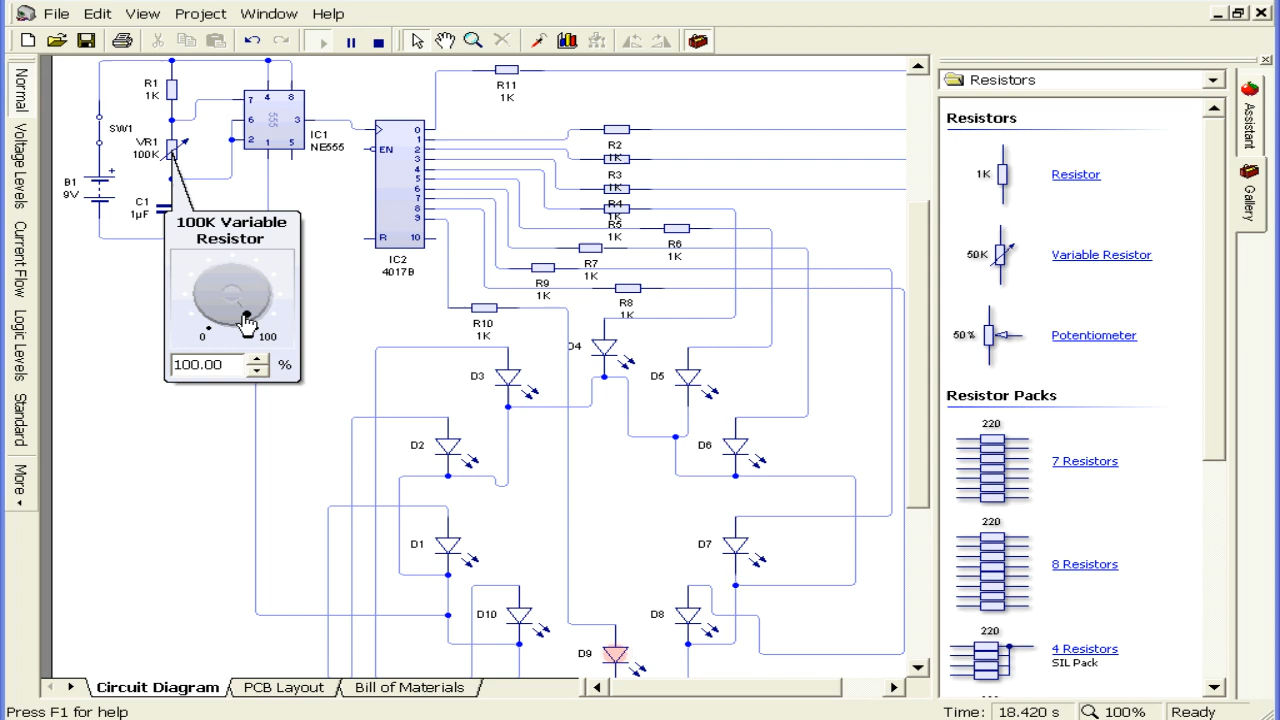 File Edit View Project Window Help
Normal
Voltage Levels
Current Flow
Logic Levels
Standard
More
R1
1K
SW1
VR1
100K
B1
9V
C1
1µF
7
6
2
4
8
3
1
5
555
IC1
NE555
EN
R
0
1
2
3
4
5
6
7
8
9
10
IC2
4017B
R11
1K
R2
1K
R3
1K
R4
1K
R5
1K
R6
1K
R7
1K
R9
1K
R8
1K
R10
1K
100K Variable
Resistor
0
100
100.00 %
D4
D3
D5
D2
D6
D1
D7
D10
D8
D9
Resistors
Resistors
1K Resistor
50K Variable Resistor
50% Potentiometer
Resistor Packs
220
7 Resistors
220
8 Resistors
220
4 Resistors
SIL Pack
Assistant
Gallery
Circuit Diagram PCB Layout Bill of Materials
Press F1 for help
Time: 18.420 s 100% Ready